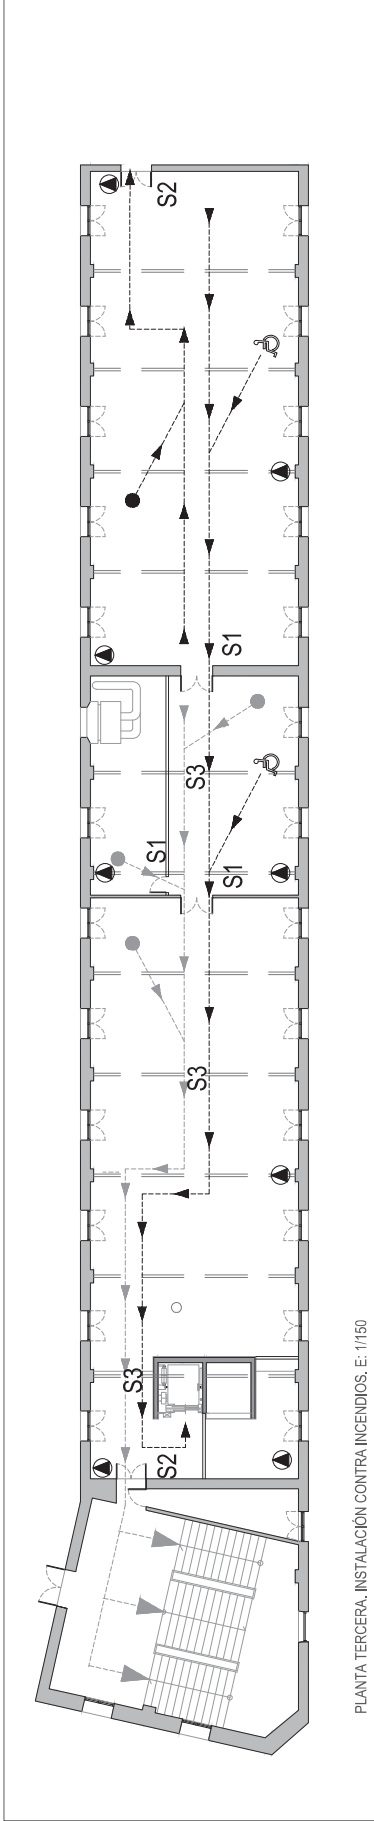 S2
S1
S3
S1
S1
S3
S3
S2
PLANTA TERCERA. INSTALACIÓN CONTRA INCENDIOS. E: 1/150